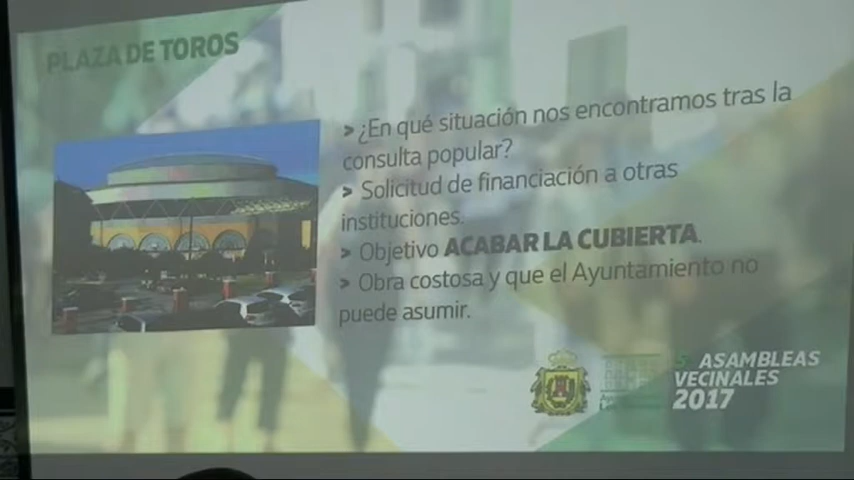 PLAZA DE TOROS
> ¿En qué situación nos encontramos tras la
consulta popular?
> Solicitud de financiación a otras
instituciones.
> Objetivo ACABAR LA CUBIERTA.
> Obra costosa y que el Ayuntamiento no
puede asumir.
ASAMBLEAS
VECINALES
2017